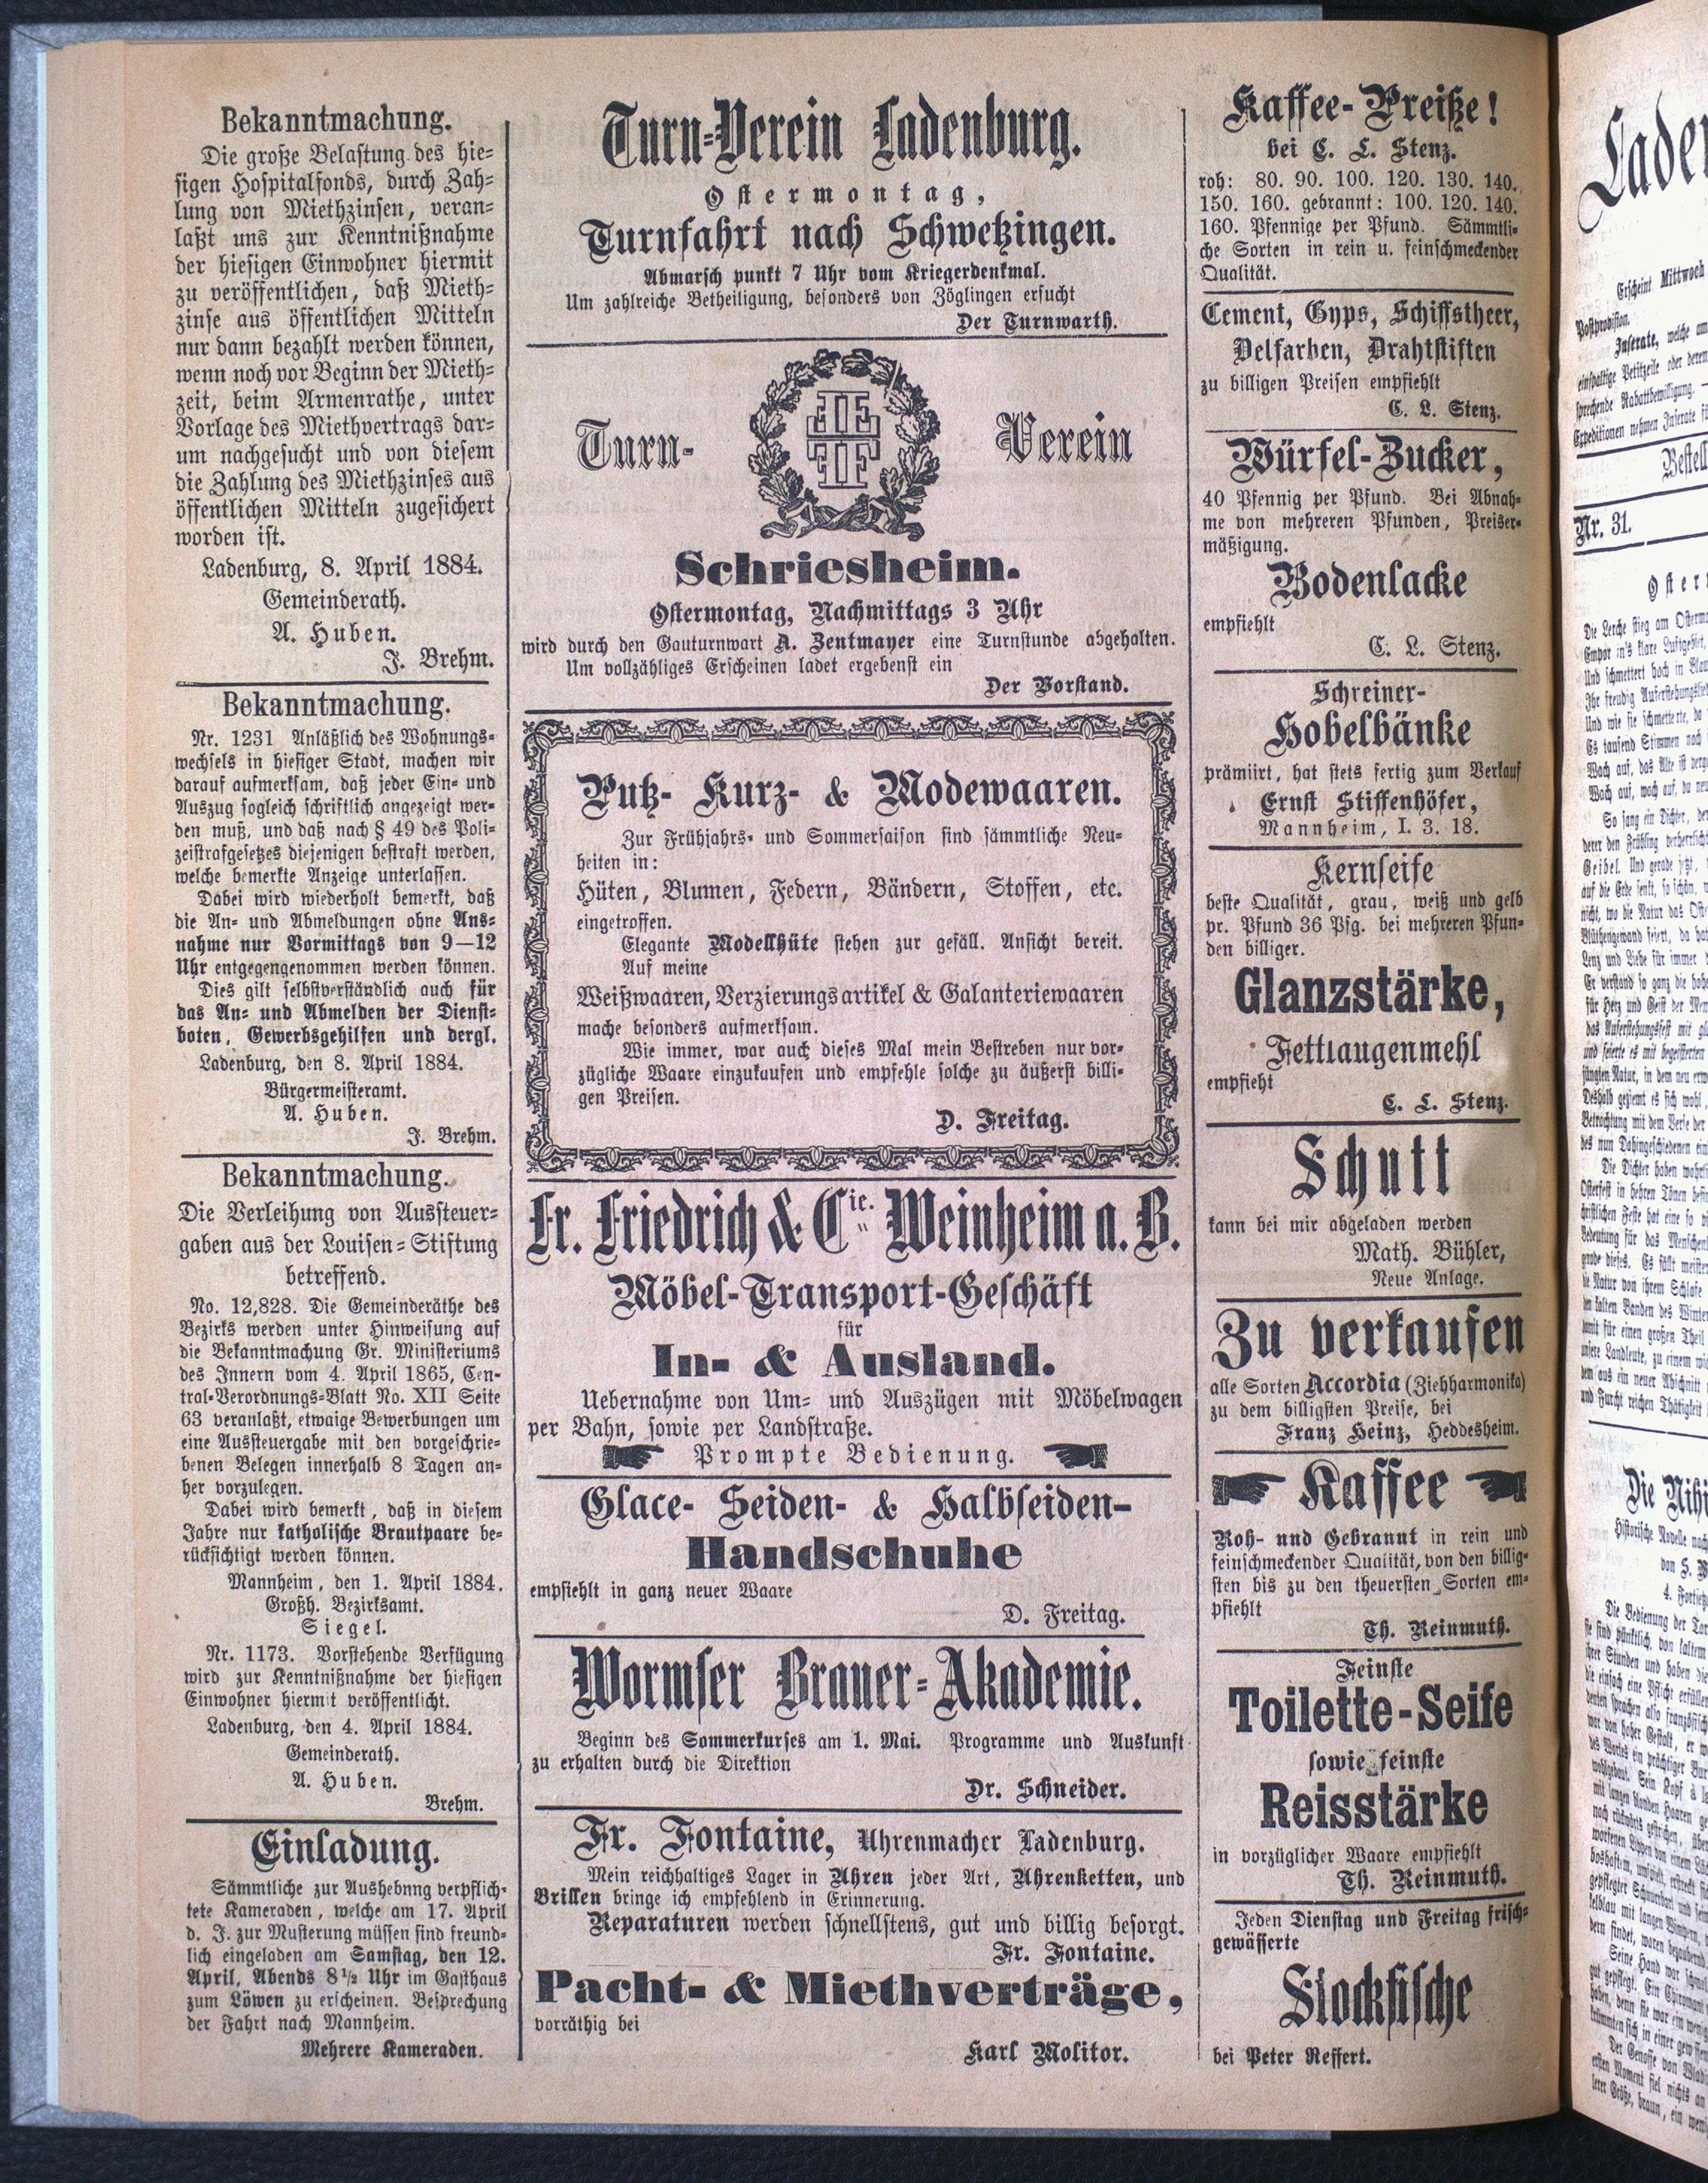 Bekanntmachung.
Die große Belastung des hie-
sigen Hospitalfonds, durch Zah-
lung von Miethzinsen, veran-
laßt uns zur Kenntnißnahme
der hiesigen Einwohner hiermit
zu veröffentlichen, daß Mieth-
zinse aus öffentlichen Mitteln
nur dann bezahlt werden können,
wenn noch vor Beginn der Mieth-
zeit, beim Armenrathe, unter
Vorlage des Miethvertrags dar-
um nachgesucht und von diesem
die Zahlung des Miethzinses aus
öffentlichen Mitteln zugesichert
worden ist.
Ladenburg, 8. April 1884.
Gemeinderath.
A. Huben.
J. Brehm.
Bekanntmachung.
Nr. 1231 Anläßlich des Wohnungs-
wechsels in hiesiger Stadt, machen wir
darauf aufmerksam, daß jeder Ein- und
Auszug sogleich schriftlich angezeigt wer-
den muß, und daß nach § 49 des Poli-
zeistrafgesetzes diejenigen bestraft werden,
welche bemerkte Anzeige unterlassen.
Dabei wird wiederholt bemerkt, daß
die An- und Abmeldungen ohne Aus-
nahme nur Vormittags von 9—12
Uhr entgegengenommen werden können.
Dies gilt selbstverständlich auch für
das An- und Abmelden der Dienst-
boten, Gewerbsgehilfen und dergl.
Ladenburg, den 8. April 1884.
Bürgermeisteramt.
A. Huben.
J. Brehm.
Bekanntmachung.
Die Verleihung von Aussteuer-
gaben aus der Louisen-Stiftung
betreffend.
No. 12,828. Die Gemeinderäthe des
Bezirks werden unter Hinweisung auf
die Bekanntmachung Gr. Ministeriums
des Innern vom 4. April 1865, Cen-
tral-Verordnungs-Blatt No. XII Seite
63 veranlaßt, etwaige Bewerbungen um
eine Aussteuergabe mit den vorgeschrie-
benen Belegen innerhalb 8 Tagen an-
her vorzulegen.
Dabei wird bemerkt, daß in diesem
Jahre nur katholische Brautpaare be-
rücksichtigt werden können.
Mannheim, den 1. April 1884.
Großh. Bezirksamt.
Siegel.
Nr. 1173. Vorstehende Verfügung
wird zur Kenntnißnahme der hiesigen
Einwohner hiermit veröffentlicht.
Ladenburg, den 4. April 1884.
Gemeinderath.
A. Huben.
Brehm.
Einladung.
Sämmtliche zur Aushebnng verpflich-
tete Kameraden, welche am 17. April
d. J. zur Musterung müssen sind freund-
lich eingeladen am Samstag, den 12.
April, Abends 8½ Uhr im Gasthaus
zum Löwen zu erscheinen. Besprechung
der Fahrt nach Mannheim.
Mehrere Kameraden.
Turn-Verein Ladenburg.
Ostermontag,
Turnfahrt nach Schwetzingen.
Abmarsch punkt 7 Uhr vom Kriegerdenkmal.
Um zahlreiche Betheiligung, besonders von Zöglingen ersucht
Der Turnwarth.
Turn- Verein
Schriesheim.
Ostermontag, Nachmittags 3 Uhr
wird durch den Gauturnwart A. Zentmayer eine Turnstunde abgehalten.
Um vollzähliges Erscheinen ladet ergebenst ein
Der Vorstand.
Putz- Kurz- & Modewaaren.
Zur Frühjahrs- und Sommersaison sind sämmtliche Neu-
heiten in:
Hüten, Blumen, Federn, Bändern, Stoffen, etc.
eingetroffen.
Elegante Modellhüte stehen zur gefäll. Ansicht bereit.
Auf meine
Weißwaaren, Verzierungsartikel & Galanteriewaaren
mache besonders aufmerksam.
Wie immer, war auch dieses Mal mein Bestreben nur vor-
zügliche Waare einzukaufen und empfehle solche zu äußerst billi-
gen Preisen.
D. Freitag.
Fr. Friedrich & Cie. Weinheim a. B.
Möbel-Transport-Geschäft
für
In- & Ausland.
Uebernahme von Um- und Auszügen mit Möbelwagen
per Bahn, sowie per Landstraße.
Prompte Bedienung.
Glace- Seiden- & Halbseiden-
Handschuhe
empfiehlt in ganz neuer Waare
D. Freitag.
Wormser Brauer-Akademie.
Beginn des Sommerkurses am 1. Mai. Programme und Auskunft
zu erhalten durch die Direktion
Dr. Schneider.
Fr. Fontaine, Uhrenmacher Ladenburg.
Mein reichhaltiges Lager in Uhren jeder Art, Uhrenketten, und
Brillen bringe ich empfehlend in Erinnerung.
Reparaturen werden schnellstens, gut und billig besorgt.
Fr. Fontaine.
Pacht- & Miethverträge,
vorräthig bei
Karl Molitor.
Kaffee-Preiße!
bei C. L. Stenz.
roh: 80. 90. 100. 120. 130. 140.
150. 160. gebrannt: 100. 120. 140.
160. Pfennige per Pfund. Sämmtli-
che Sorten in rein u. feinschmeckender
Qualität.
Cement, Gyps, Schiffstheer,
Oelfarben, Drahtstiften
zu billigen Preisen empfiehlt
C. L. Stenz.
Würfel-Zucker,
40 Pfennig per Pfund. Bei Abnah-
me von mehreren Pfunden, Preiser-
mäßigung.
Bodenlacke
empfiehlt
C. L. Stenz.
Schreiner-
Hobelbänke
prämiirt, hat stets fertig zum Verkauf
Ernst Stiffenhöfer,
Mannheim, I. 3. 18.
Kernseife
beste Qualität, grau, weiß und gelb
pr. Pfund 36 Pfg. bei mehreren Pfun-
den billiger.
Glanzstärke,
Fettlaugenmehl
empfieht
C. L. Stenz.
Schutt
kann bei mir abgeladen werden
Math. Bühler,
Neue Anlage.
Zu verkaufen
alle Sorten Accordia (Ziehharmonika)
zu dem billigsten Preise, bei
Franz Heinz, Heddesheim.
Kaffee
Roh- und Gebrannt in rein und
feinschmeckender Qualität, von den billig-
sten bis zu den theuersten Sorten em-
pfiehlt
Th. Reinmuth.
Feinste
Toilette-Seife
sowie feinste
Reisstärke
in vorzüglicher Waare empfiehlt
Th. Reinmuth.
Jeden Dienstag und Freitag frisch-
gewässerte
Stockfische
bei Peter Reffert.
Erscheint Mittwoch
Inserate, welche
einspaltige Petitzeile oder deren
Nr. 31.